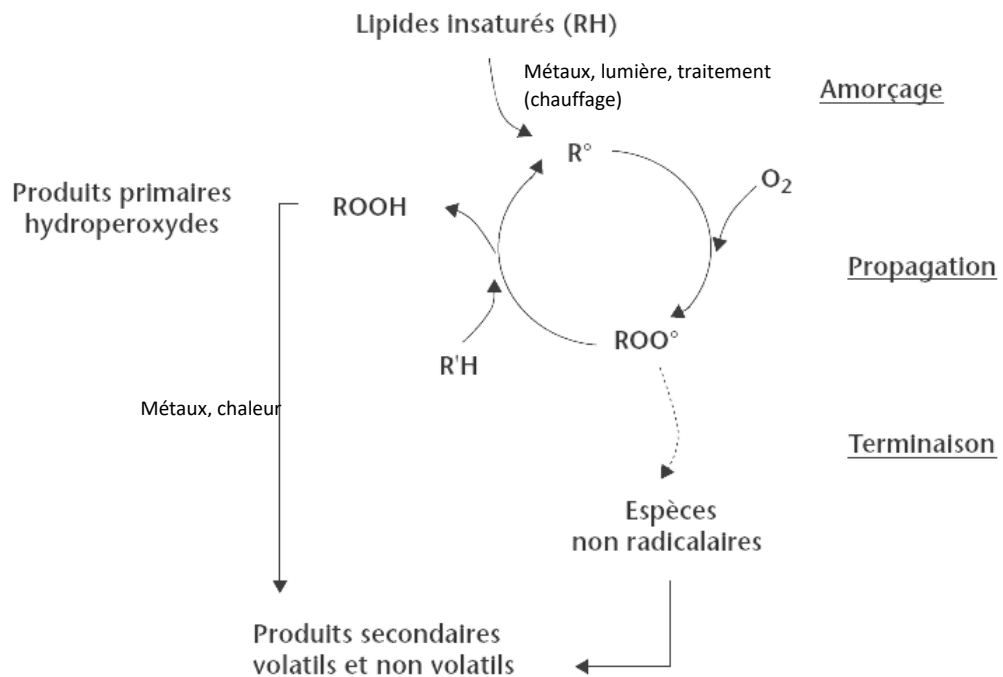 Lipides insaturés (RH)
Métaux, lumière, traitement
(chauffage)
Amorçage
R°
O₂
Produits primaires
hydroperoxydes
ROOH
Propagation
ROO°
R'H
Métaux, chaleur
Terminaison
Espèces
non radicalaires
Produits secondaires
volatils et non volatils